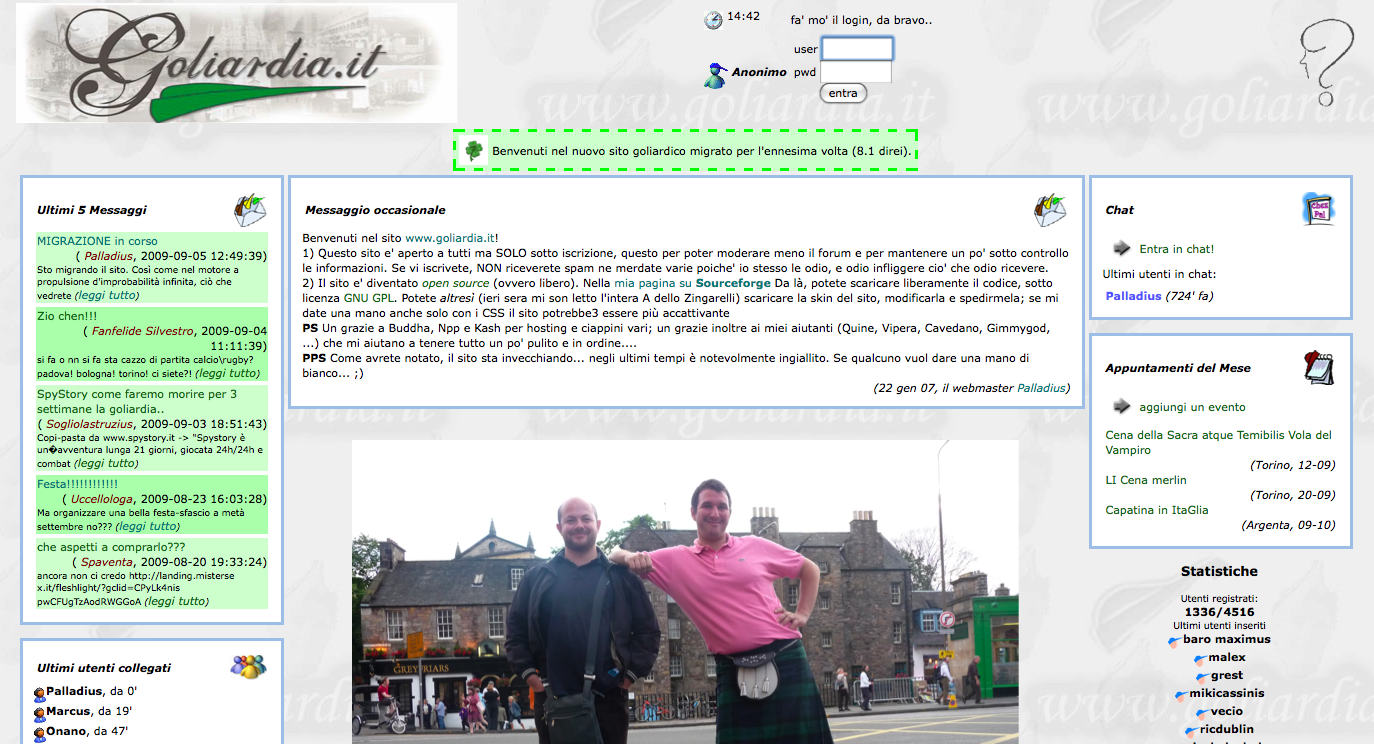 Goliardia.it
14:42
fa' mo' il login, da bravo..
user
Anonimo pwd
entra
Benvenuti nel nuovo sito goliardico migrato per l'ennesima volta (8.1 direi).
Ultimi 5 Messaggi
MIGRAZIONE in corso
( Palladius, 2009-09-05 12:49:39)
Sto migrando il sito. Così come nel motore a
propulsione d'improbabilità infinita, ciò che
vedrete (leggi tutto)
Zio chen!!!
( Fanfelide Silvestro, 2009-09-04
11:11:39)
si fa o nn si fa sta cazzo di partita calcio\rugby?
padova! bologna! torino! ci siete?! (leggi tutto)
SpyStory come faremo morire per 3
settimane la goliardia..
( Sogliolastruzius, 2009-09-03 18:51:43)
Copi-pasta da www.spystory.it -> "Spystory è
un�avventura lunga 21 giorni, giocata 24h/24h e
combat (leggi tutto)
Festa!!!!!!!!!!!!
( Uccellologa, 2009-08-23 16:03:28)
Ma organizzare una bella festa-sfascio a metà
settembre no??? (leggi tutto)
che aspetti a comprarlo???
( Spaventa, 2009-08-20 19:33:24)
ancora non ci credo http://landing.misterse
x.it/fleshlight/?gclid=CPyLk4nis
pwCFUgTzAodRWGGoA (leggi tutto)
Ultimi utenti collegati
Palladius, da 0'
Marcus, da 19'
Onano, da 47'
Messaggio occasionale
Benvenuti nel sito www.goliardia.it!
1) Questo sito e' aperto a tutti ma SOLO sotto iscrizione, questo per poter moderare meno il forum e per mantenere un po' sotto controllo
le informazioni. Se vi iscrivete, NON riceverete spam ne merdate varie poiche' io stesso le odio, e odio infliggere cio' che odio ricevere.
2) Il sito e' diventato open source (ovvero libero). Nella mia pagina su Sourceforge Da là, potete scaricare liberamente il codice, sotto
licenza GNU GPL. Potete altresì (ieri sera mi son letto l'intera A dello Zingarelli) scaricare la skin del sito, modificarla e spedirmela; se mi
date una mano anche solo con i CSS il sito potrebbe3 essere più accattivante
PS Un grazie a Buddha, Npp e Kash per hosting e ciappini vari; un grazie inoltre ai miei aiutanti (Quine, Vipera, Cavedano, Gimmygod,
...) che mi aiutano a tenere tutto un po' pulito e in ordine....
PPS Come avrete notato, il sito sta invecchiando... negli ultimi tempi è notevolmente ingiallito. Se qualcuno vuol dare una mano di
bianco... ;)
(22 gen 07, il webmaster Palladius)
GREYFRIARS
Chat
Chez
Pal
Entra in chat!
Ultimi utenti in chat:
Palladius (724' fa)
Appuntamenti del Mese
aggiungi un evento
Cena della Sacra atque Temibilis Vola del
Vampiro
(Torino, 12-09)
LI Cena merlin
(Torino, 20-09)
Capatina in ItaGlia
(Argenta, 09-10)
Statistiche
Utenti registrati:
1336/4516
Ultimi utenti inseriti
baro maximus
malex
grest
mikicassinis
vecio
ricdublin
www.goliardia.it